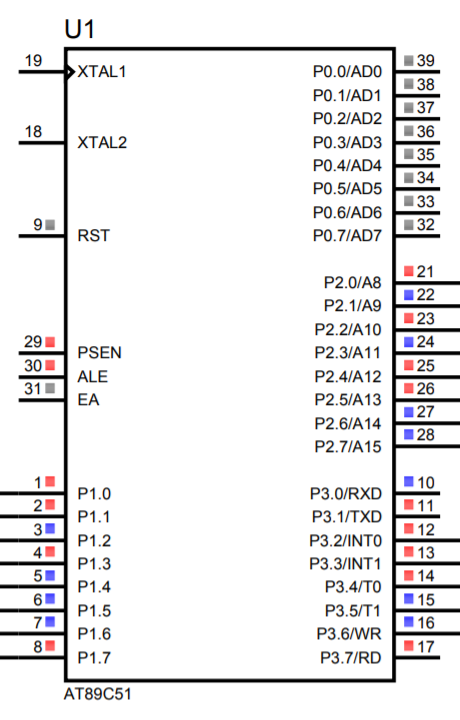 U1
19 XTAL1 P0.0/AD0 39
P0.1/AD1 38
P0.2/AD2 37
18 XTAL2 P0.3/AD3 36
P0.4/AD4 35
P0.5/AD5 34
P0.6/AD6 33
9 RST P0.7/AD7 32
P2.0/A8 21
P2.1/A9 22
P2.2/A10 23
29 PSEN P2.3/A11 24
30 ALE P2.4/A12 25
31 EA P2.5/A13 26
P2.6/A14 27
P2.7/A15 28
1 P1.0 P3.0/RXD 10
2 P1.1 P3.1/TXD 11
3 P1.2 P3.2/INT0 12
4 P1.3 P3.3/INT1 13
5 P1.4 P3.4/T0 14
6 P1.5 P3.5/T1 15
7 P1.6 P3.6/WR 16
8 P1.7 P3.7/RD 17
AT89C51